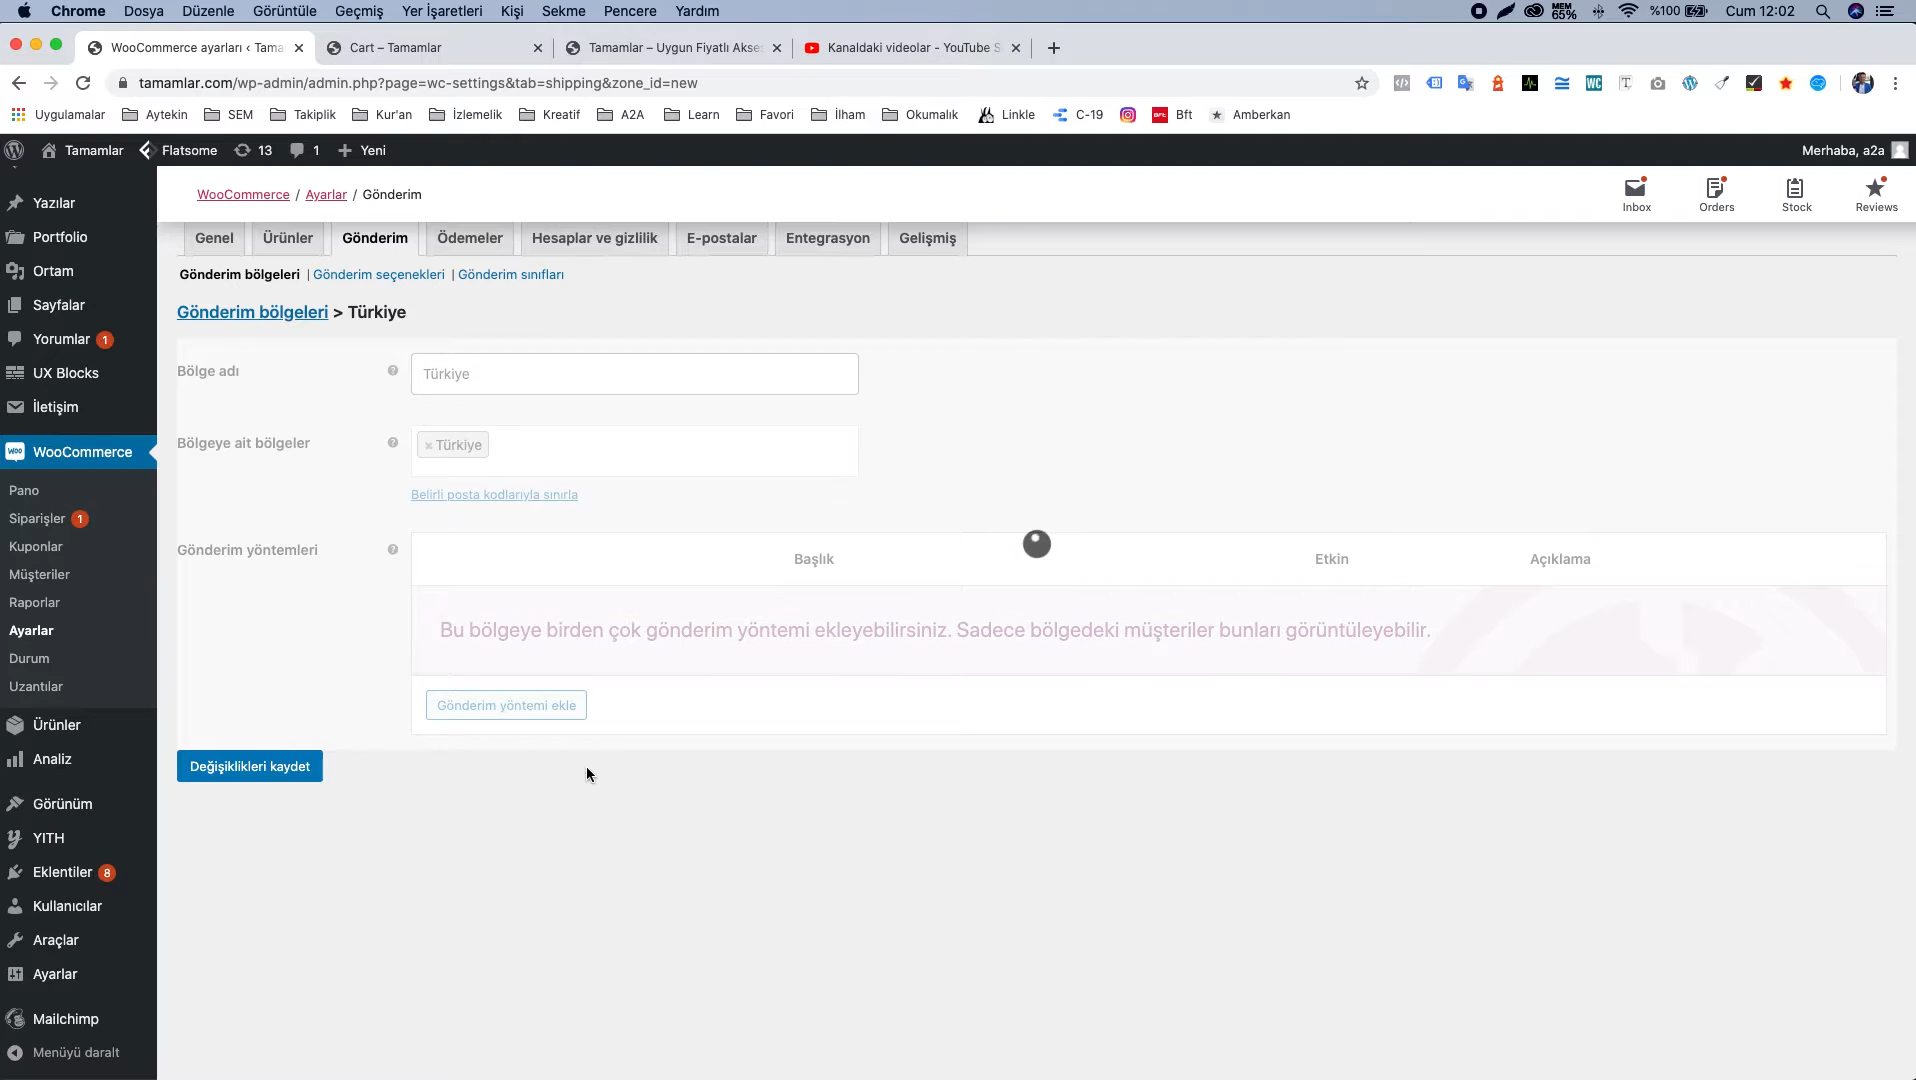 Chrome Dosya Düzenle Görüntüle Geçmiş Yer İşaretleri Kişi Sekme Pencere Yardım MEM 65% %100 Cum 12:02
WooCommerce ayarları ‹ Tama Cart – Tamamlar Tamamlar – Uygun Fiyatlı Akse Kanaldaki videolar - YouTube S
tamamlar.com/wp-admin/admin.php?page=wc-settings&tab=shipping&zone_id=new
Uygulamalar Aytekin SEM Takiplik Kur'an İzlemelik Kreatif A2A Learn Favori İlham Okumalık Linkle C-19 Bft Amberkan
Tamamlar Flatsome 13 1 Yeni Merhaba, a2a
WooCommerce / Ayarlar / Gönderim
Inbox Orders Stock Reviews
Genel Ürünler Gönderim Ödemeler Hesaplar ve gizlilik E-postalar Entegrasyon Gelişmiş
Gönderim bölgeleri | Gönderim seçenekleri | Gönderim sınıfları
Gönderim bölgeleri > Türkiye
Bölge adı Türkiye
Bölgeye ait bölgeler × Türkiye
Belirli posta kodlarıyla sınırla
Gönderim yöntemleri Başlık Etkin Açıklama
Bu bölgeye birden çok gönderim yöntemi ekleyebilirsiniz. Sadece bölgedeki müşteriler bunları görüntüleyebilir.
Gönderim yöntemi ekle
Değişiklikleri kaydet
Yazılar
Portfolio
Ortam
Sayfalar
Yorumlar 1
UX Blocks
İletişim
WooCommerce
Pano
Siparişler 1
Kuponlar
Müşteriler
Raporlar
Ayarlar
Durum
Uzantılar
Ürünler
Analiz
Görünüm
YITH
Eklentiler 8
Kullanıcılar
Araçlar
Ayarlar
Mailchimp
Menüyü daralt